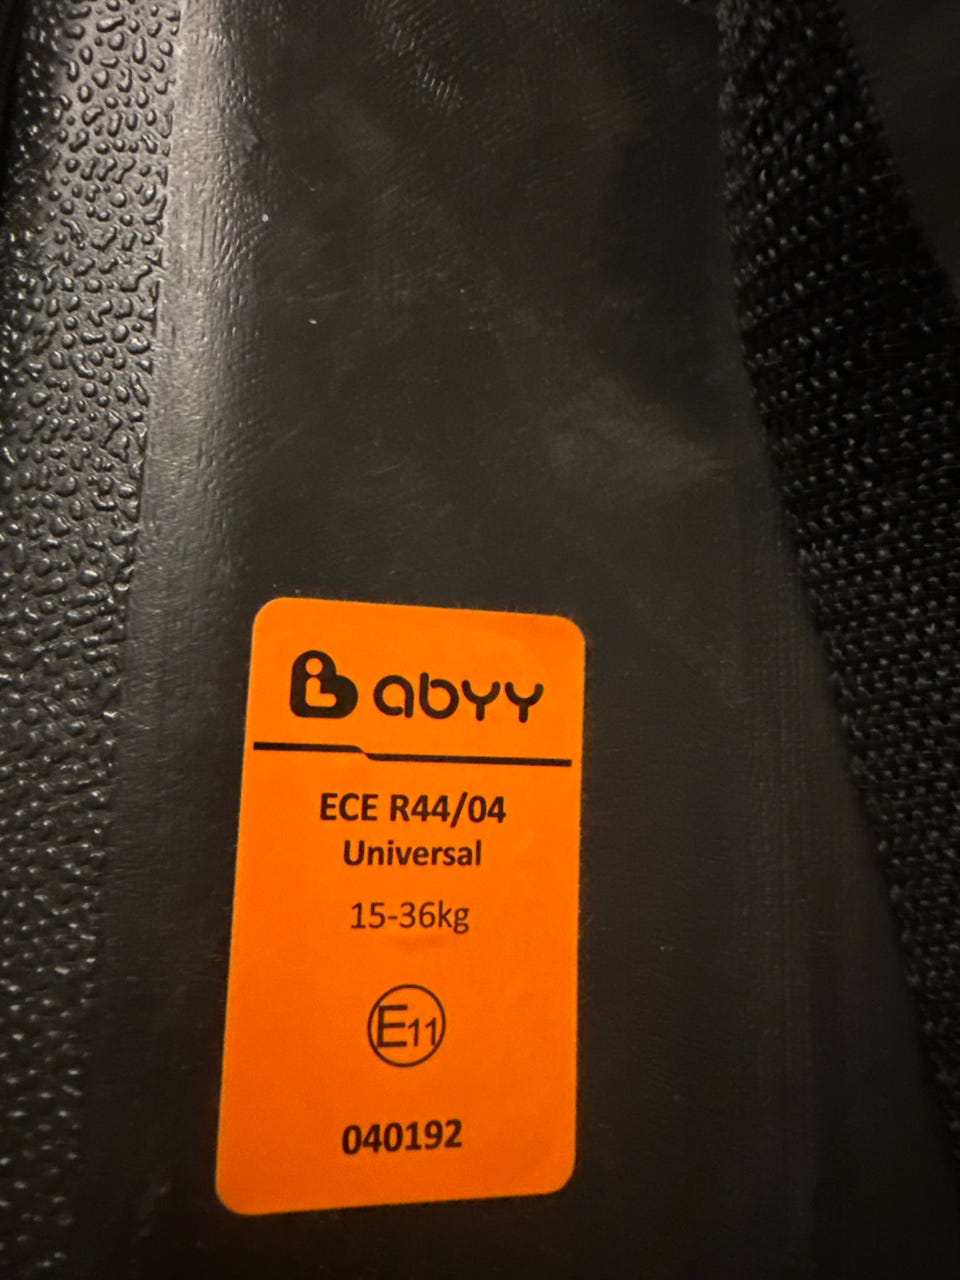 Babyy
ECE R44/04
Universal
15-36kg
E11
040192